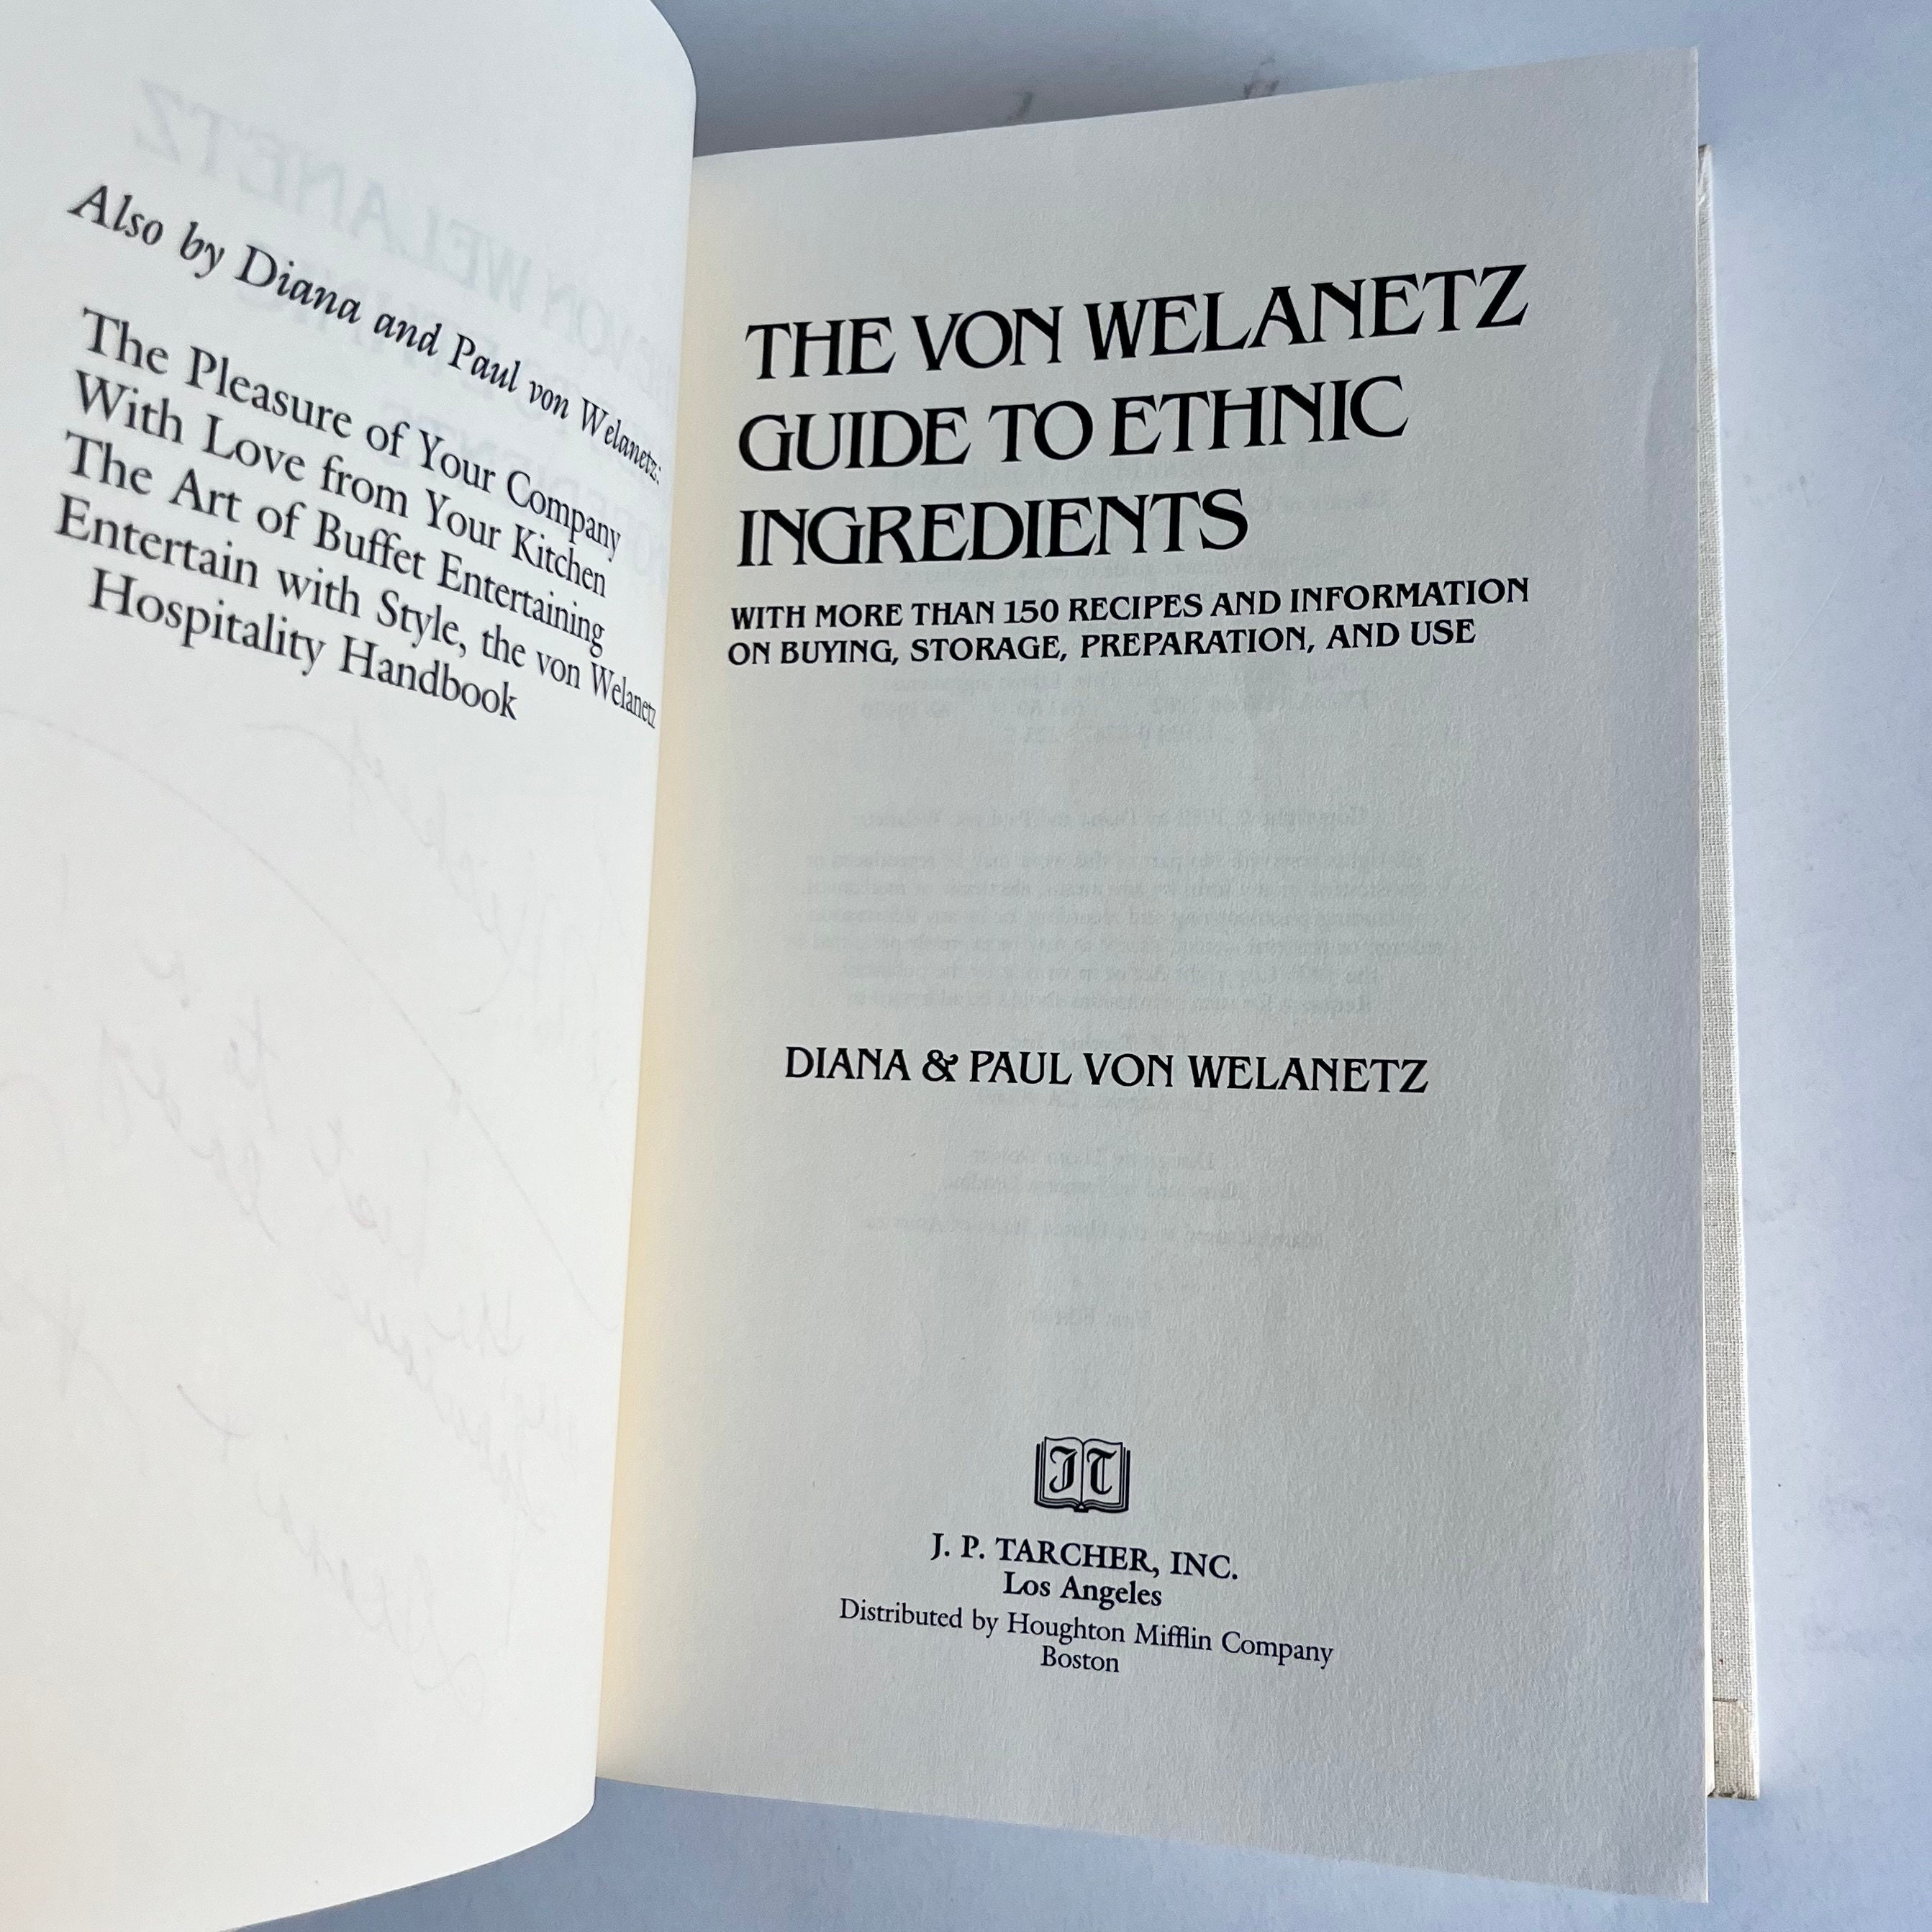 Also by Diana and Paul von Welanetz:
The Pleasure of Your Company
With Love from Your Kitchen
The Art of Buffet Entertaining
Entertain with Style, the von Welanetz
Hospitality Handbook
THE VON WELANETZ
GUIDE TO ETHNIC
INGREDIENTS
WITH MORE THAN 150 RECIPES AND INFORMATION
ON BUYING, STORAGE, PREPARATION, AND USE
DIANA & PAUL VON WELANETZ
JT
J. P. TARCHER, INC.
Los Angeles
Distributed by Houghton Mifflin Company
Boston